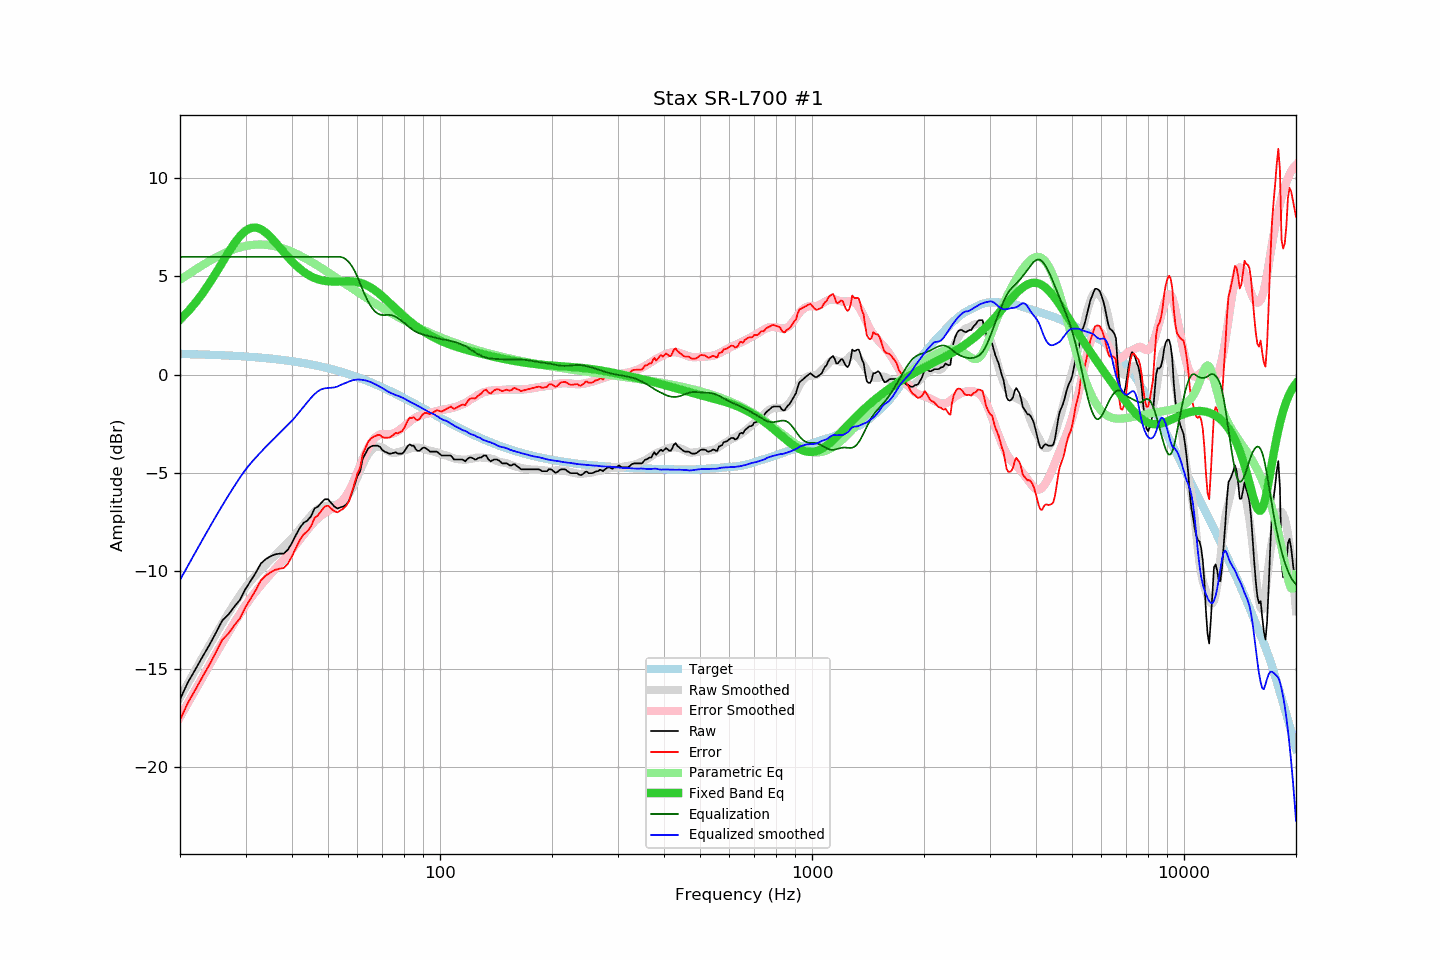 Stax SR-L700 #1
Amplitude (dBr)
10
5
0
−5
−10
−15
−20
Target
Raw Smoothed
Error Smoothed
Raw
Error
Parametric Eq
Fixed Band Eq
Equalization
Equalized smoothed
100
1000
10000
Frequency (Hz)